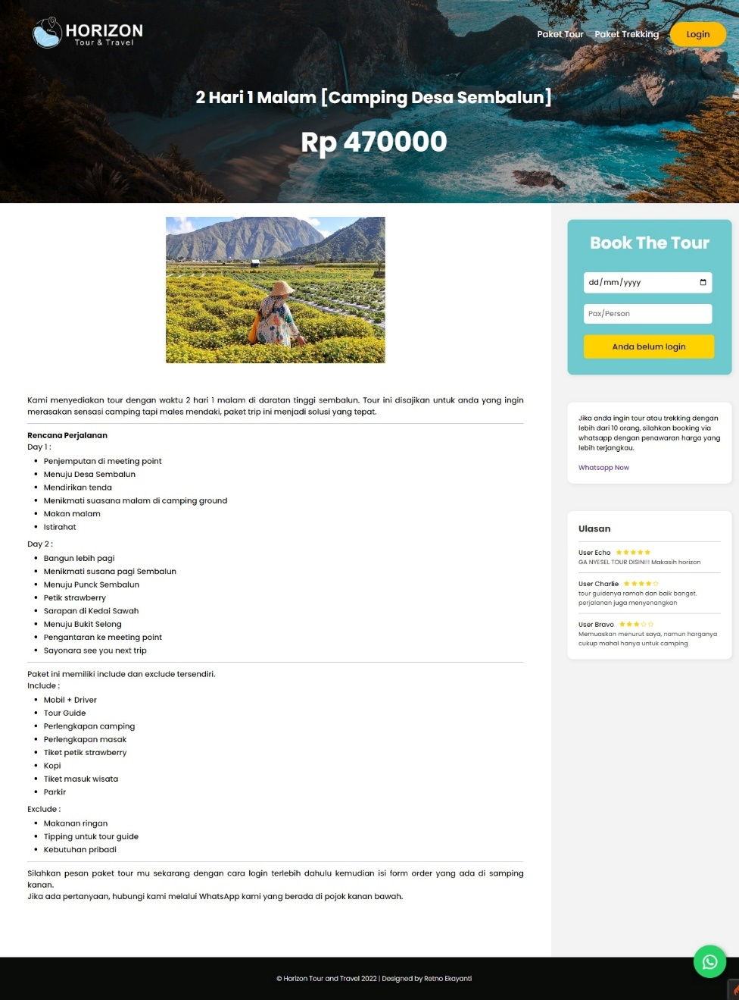 HORIZON
Tour & Travel
Paket Tour
Paket Trekking
Login
2 Hari 1 Malam [Camping Desa Sembalun]
Rp 470000
Kami menyediakan tour dengan waktu 2 hari 1 malam di daratan tinggi sembalun. Tour ini disajikan untuk anda yang ingin
merasakan sensasi camping tapi males mendaki, paket trip ini menjadi solusi yang tepat.
Rencana Perjalanan
Day 1 :
Penjemputan di meeting point
Menuju Desa Sembalun
Mendirikan tenda
Menikmati suasana malam di camping ground
Makan malam
Istirahat
Day 2 :
Bangun lebih pagi
Menikmati susana pagi Sembalun
Menuju Punck Sembalun
Petik strawberry
Sarapan di Kedai Sawah
Menuju Bukit Selong
Pengantaran ke meeting point
Sayonara see you next trip
Paket ini memiliki include dan exclude tersendiri.
Include :
Mobil + Driver
Tour Guide
Perlengkapan camping
Perlengkapan masak
Tiket petik strawberry
Kopi
Tiket masuk wisata
Parkir
Exclude :
Makanan ringan
Tipping untuk tour guide
Kebutuhan pribadi
Silahkan pesan paket tour mu sekarang dengan cara login terlebih dahulu kemudian isi form order yang ada di samping
kanan.
Jika ada pertanyaan, hubungi kami melalui WhatsApp kami yang berada di pojok kanan bawah.
Book The Tour
dd/mm/yyyy
Pax/Person
Anda belum login
Jika anda ingin tour atau trekking dengan
lebih dari 10 orang, silahkan booking via
whatsapp dengan penawaran harga yang
lebih terjangkau.
Whatsapp Now
Ulasan
User Echo ★★★★★
GA NYESEL TOUR DISINI!! Makasih horizon
User Charlie ★★★★☆
tour guidenya ramah dan baik banget.
perjalanan juga menyenangkan
User Bravo ★★★☆☆
Memuaskan menurut saya, namun harganya
cukup mahal hanya untuk camping
© Horizon Tour and Travel 2022 | Designed by Retno Ekayanti